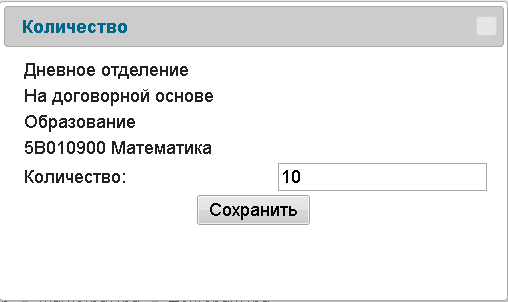 Количество
Дневное отделение
На договорной основе
Образование
5В010900 Математика
Количество: 10
Сохранить